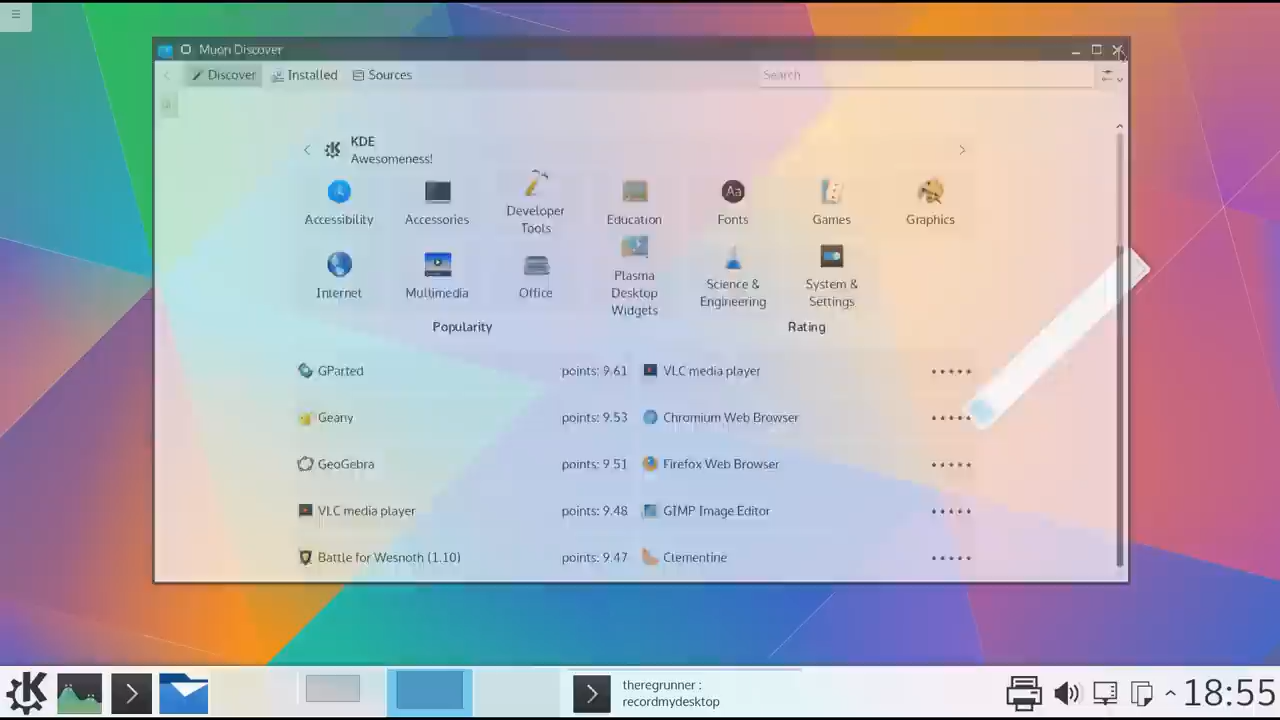 Muon Discover
Discover Installed Sources Search
KDE
Awesomeness!
Accessibility Accessories Developer Tools Education Fonts Games Graphics
Internet Multimedia Office Plasma Desktop Widgets Science & Engineering System & Settings
Popularity Rating
GParted points: 9.61 VLC media player
Geany points: 9.53 Chromium Web Browser
GeoGebra points: 9.51 Firefox Web Browser
VLC media player points: 9.48 GIMP Image Editor
Battle for Wesnoth (1.10) points: 9.47 Clementine
theregrunner :
recordmydesktop
18:55